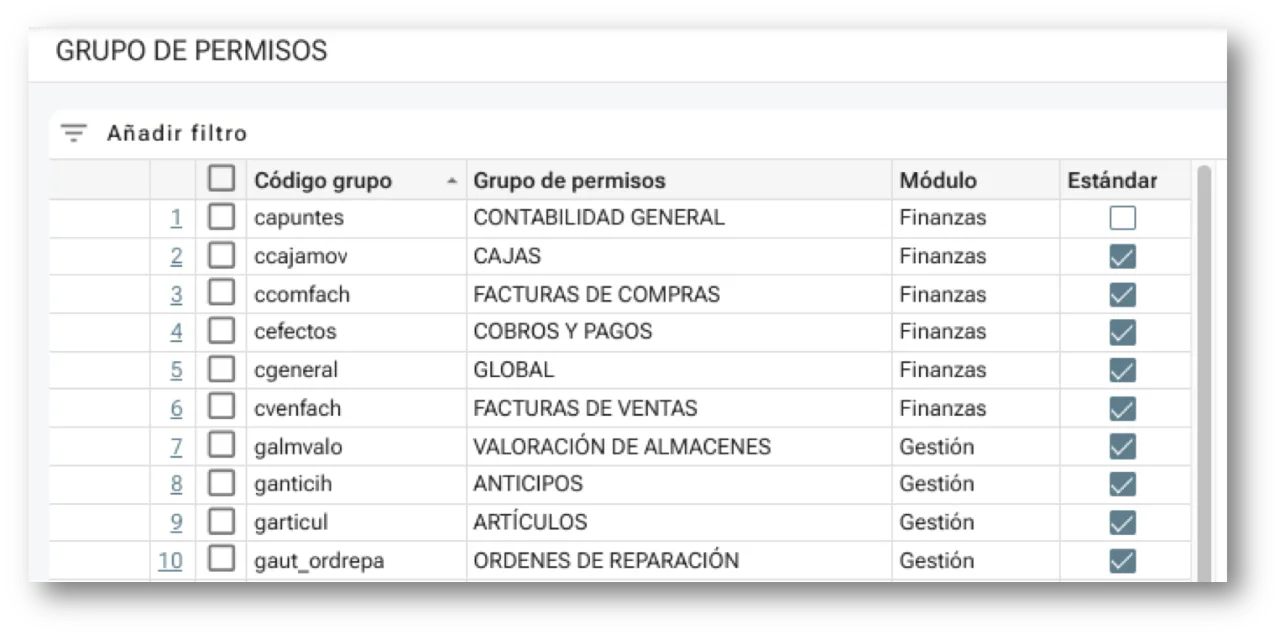 GRUPO DE PERMISOS
Añadir filtro
Código grupo Grupo de permisos Módulo Estándar
1 capuntes CONTABILIDAD GENERAL Finanzas
2 ccajamov CAJAS Finanzas
3 ccomfach FACTURAS DE COMPRAS Finanzas
4 cefectos COBROS Y PAGOS Finanzas
5 cgeneral GLOBAL Finanzas
6 cvenfach FACTURAS DE VENTAS Finanzas
7 galmvalo VALORACIÓN DE ALMACENES Gestión
8 ganticih ANTICIPOS Gestión
9 garticul ARTÍCULOS Gestión
10 gaut_ordrepa ORDENES DE REPARACIÓN Gestión